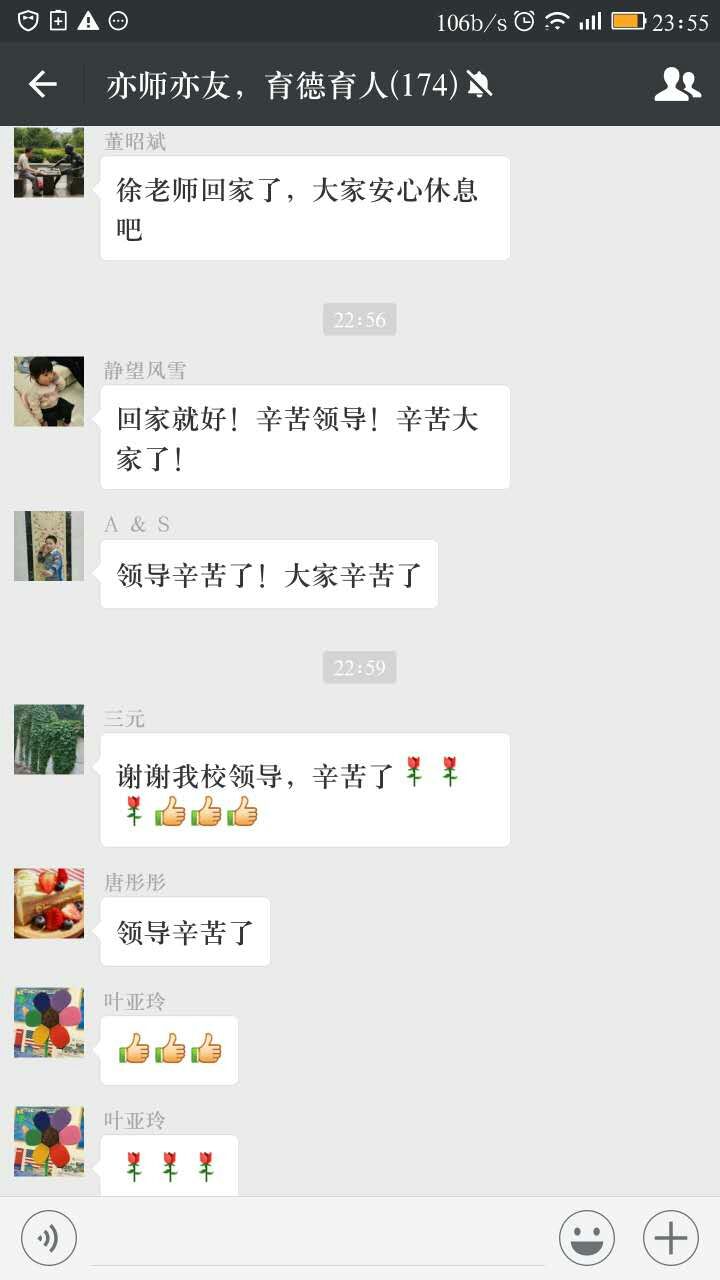 106b/s 23:55
亦师亦友，育德育人(174)
董昭斌
徐老师回家了，大家安心休息
吧
22:56
静望风雪
回家就好！辛苦领导！辛苦大
家了！
A & S
领导辛苦了！大家辛苦了
22:59
三元
谢谢我校领导，辛苦了
唐彤彤
领导辛苦了
叶亚玲
叶亚玲